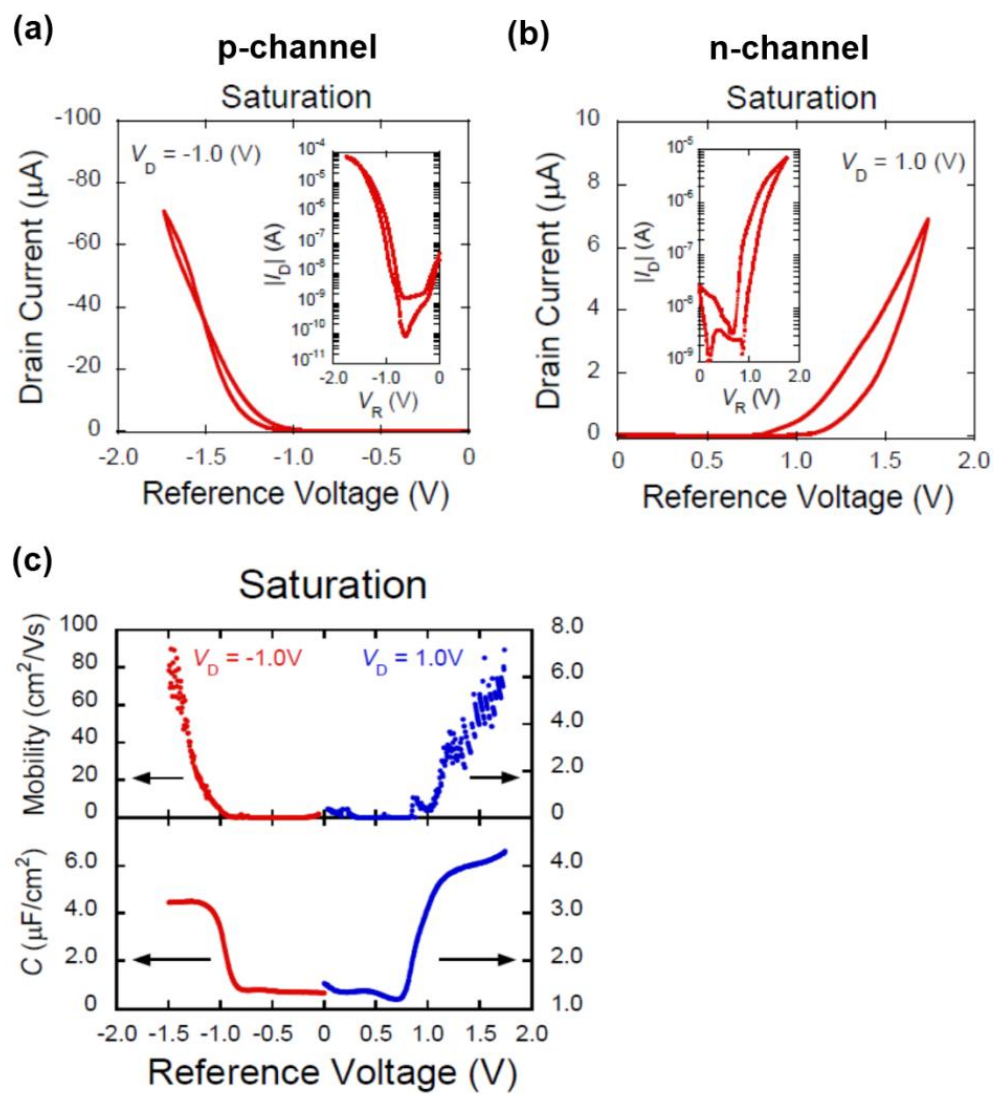 (a)
p-channel
Saturation
-100
-80
-60
-40
-20
0
-2.0 -1.5 -1.0 -0.5 0
Drain Current (μA)
Reference Voltage (V)
V_D = -1.0 (V)
10^-4
10^-5
10^-6
10^-7
10^-8
10^-9
10^-10
10^-11
|I_D| (A)
-2.0 -1.0 0
V_R (V)
(b)
n-channel
Saturation
10
8
6
4
2
0
0 0.5 1.0 1.5 2.0
Drain Current (μA)
Reference Voltage (V)
V_D = 1.0 (V)
10^-5
10^-6
10^-7
10^-8
10^-9
|I_D| (A)
0 1.0 2.0
V_R (V)
(c)
Saturation
100
80
60
40
20
0
Mobility (cm²/Vs)
V_D = -1.0V
V_D = 1.0V
8.0
6.0
4.0
2.0
0
6.0
4.0
2.0
0
C (μF/cm²)
4.0
3.0
2.0
1.0
-2.0 -1.5 -1.0 -0.5 0 0.5 1.0 1.5 2.0
Reference Voltage (V)